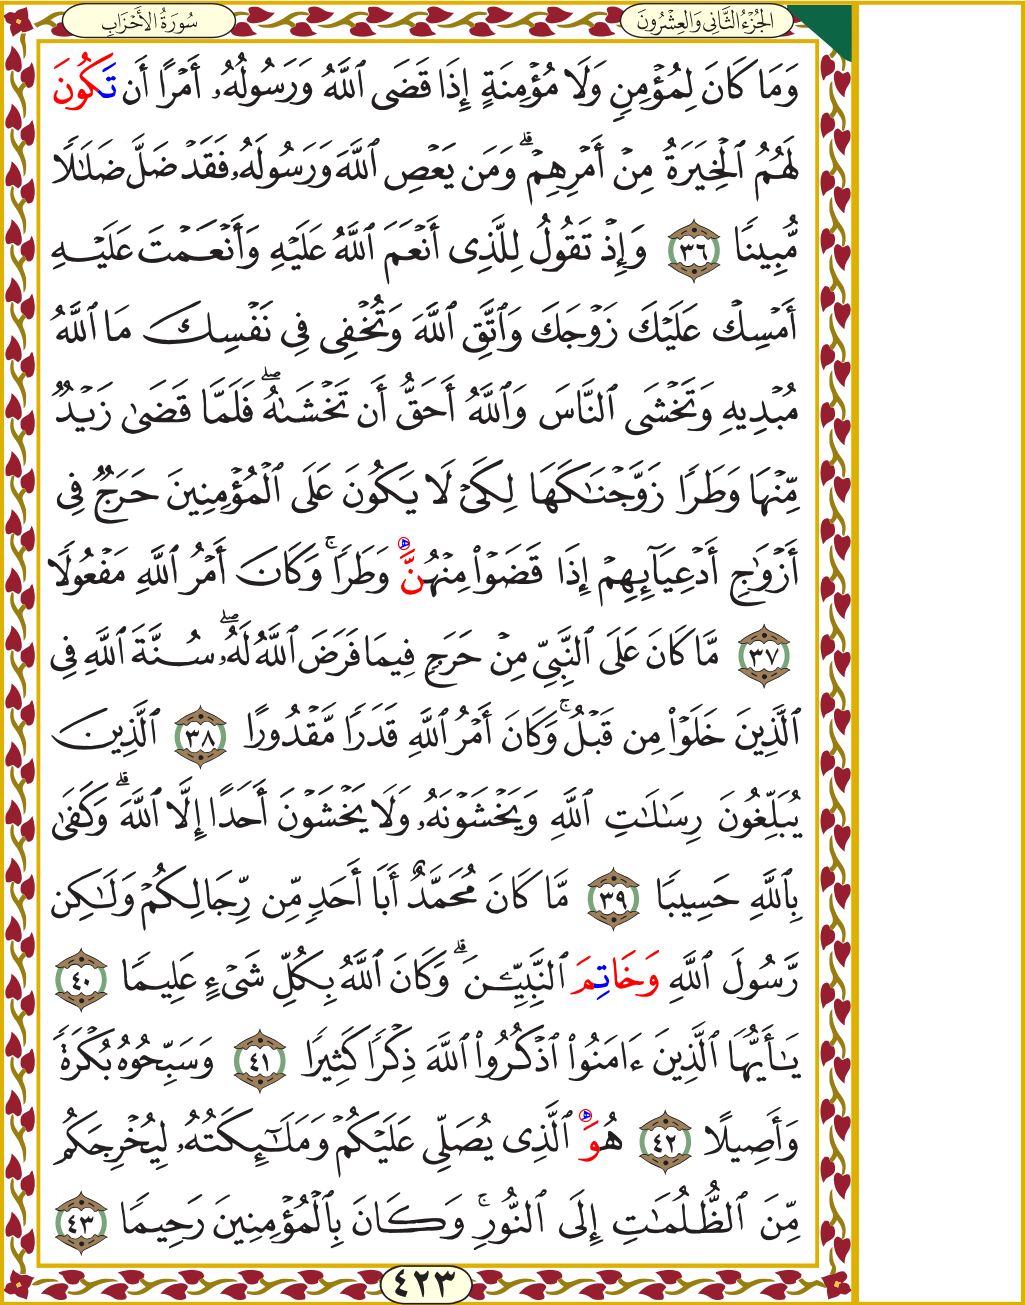 الجُزْءُ الثَّانِي وَالعِشْرُونَ
سُورَةُ الأَحْزَابِ
وَمَا كَانَ لِمُؤْمِنٍ وَلَا مُؤْمِنَةٍ إِذَا قَضَى ٱللَّهُ وَرَسُولُهُۥ أَمْرًا أَن تَكُونَ
لَهُمُ ٱلْخِيَرَةُ مِنْ أَمْرِهِمْ ۗ وَمَن يَعْصِ ٱللَّهَ وَرَسُولَهُۥ فَقَدْ ضَلَّ ضَلَـٰلًا
مُّبِينًا ٣٦ وَإِذْ تَقُولُ لِلَّذِى أَنْعَمَ ٱللَّهُ عَلَيْهِ وَأَنْعَمْتَ عَلَيْهِ
أَمْسِكْ عَلَيْكَ زَوْجَكَ وَٱتَّقِ ٱللَّهَ وَتُخْفِى فِى نَفْسِكَ مَا ٱللَّهُ
مُبْدِيهِ وَتَخْشَى ٱلنَّاسَ وَٱللَّهُ أَحَقُّ أَن تَخْشَىٰهُ ۖ فَلَمَّا قَضَىٰ زَيْدٌ
مِّنْهَا وَطَرًا زَوَّجْنَـٰكَهَا لِكَىْ لَا يَكُونَ عَلَى ٱلْمُؤْمِنِينَ حَرَجٌ فِى
أَزْوَٰجِ أَدْعِيَآئِهِمْ إِذَا قَضَوْا۟ مِنْهُنَّ وَطَرًا ۚ وَكَانَ أَمْرُ ٱللَّهِ مَفْعُولًا
٣٧ مَّا كَانَ عَلَى ٱلنَّبِىِّ مِنْ حَرَجٍ فِيمَا فَرَضَ ٱللَّهُ لَهُۥ ۖ سُنَّةَ ٱللَّهِ فِى
ٱلَّذِينَ خَلَوْا۟ مِن قَبْلُ ۚ وَكَانَ أَمْرُ ٱللَّهِ قَدَرًا مَّقْدُورًا ٣٨ ٱلَّذِينَ
يُبَلِّغُونَ رِسَـٰلَـٰتِ ٱللَّهِ وَيَخْشَوْنَهُۥ وَلَا يَخْشَوْنَ أَحَدًا إِلَّا ٱللَّهَ ۗ وَكَفَىٰ
بِٱللَّهِ حَسِيبًا ٣٩ مَّا كَانَ مُحَمَّدٌ أَبَآ أَحَدٍ مِّن رِّجَالِكُمْ وَلَـٰكِن
رَّسُولَ ٱللَّهِ وَخَاتِمَ ٱلنَّبِيِّـۧنَ ۗ وَكَانَ ٱللَّهُ بِكُلِّ شَىْءٍ عَلِيمًا ٤٠
يَـٰٓأَيُّهَا ٱلَّذِينَ ءَامَنُوا۟ ٱذْكُرُوا۟ ٱللَّهَ ذِكْرًا كَثِيرًا ٤١ وَسَبِّحُوهُ بُكْرَةً
وَأَصِيلًا ٤٢ هُوَ ٱلَّذِى يُصَلِّى عَلَيْكُمْ وَمَلَـٰٓئِكَتُهُۥ لِيُخْرِجَكُم
مِّنَ ٱلظُّلُمَـٰتِ إِلَى ٱلنُّورِ ۚ وَكَانَ بِٱلْمُؤْمِنِينَ رَحِيمًا ٤٣
٤٢٣